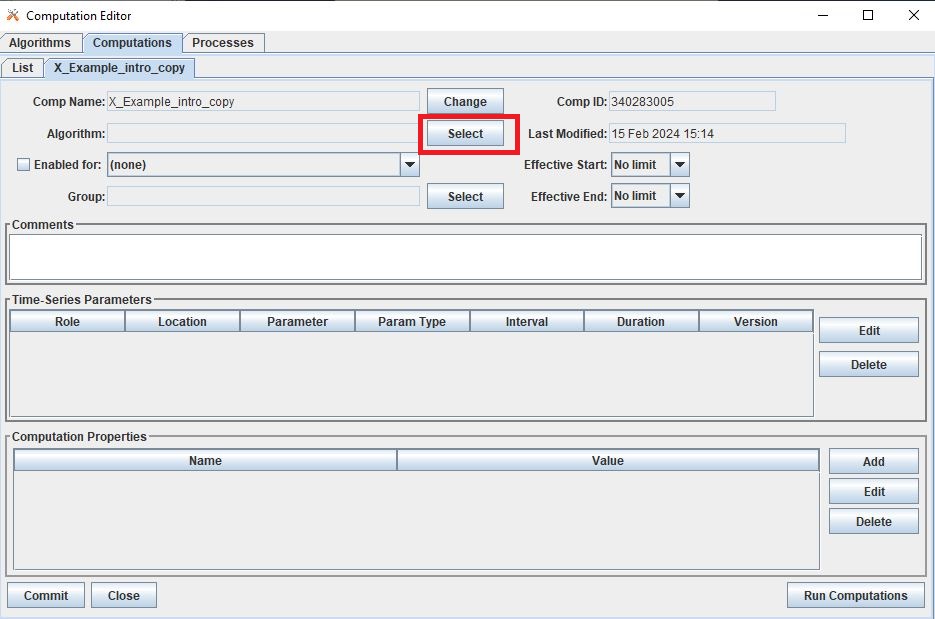 Computation Editor
Algorithms Computations Processes
List X_Example_intro_copy
Comp Name: X_Example_intro_copy Change Comp ID: 340283005
Algorithm: Select Last Modified: 15 Feb 2024 15:14
Enabled for: (none) Effective Start: No limit
Group: Select Effective End: No limit
Comments
Time-Series Parameters
Role Location Parameter Param Type Interval Duration Version
Edit
Delete
Computation Properties
Name Value
Add
Edit
Delete
Commit Close Run Computations